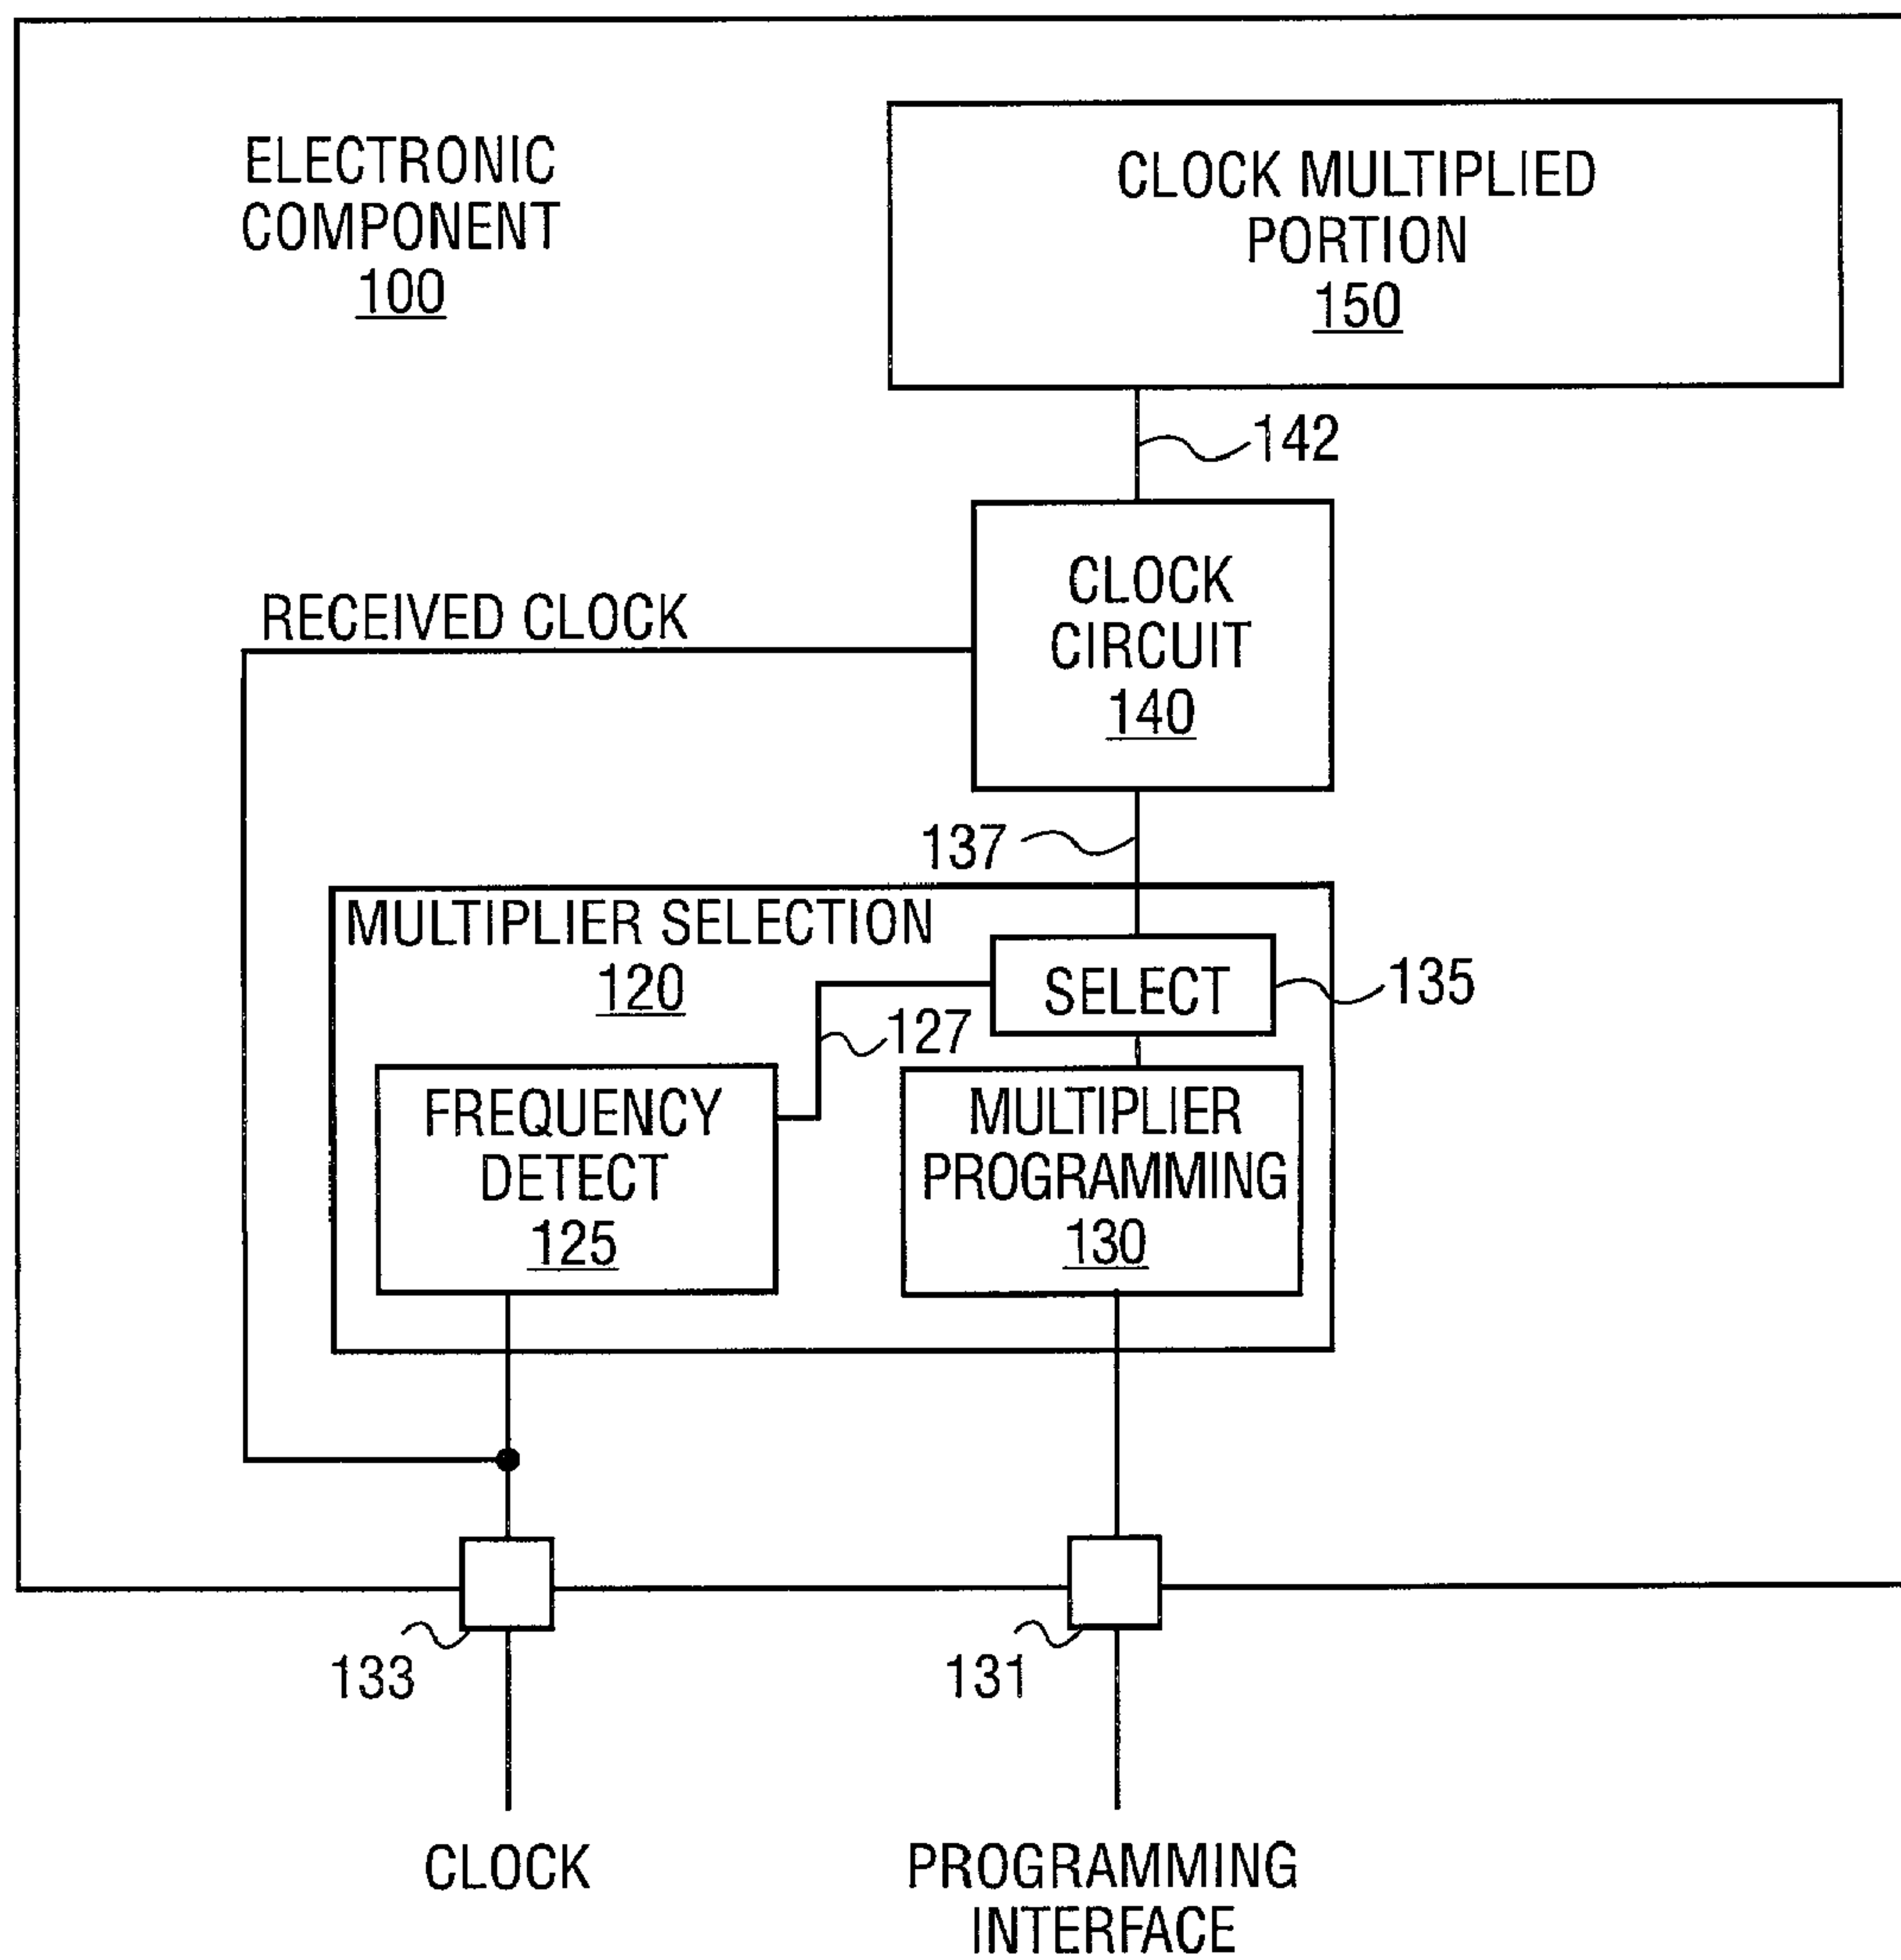 ELECTRONIC
COMPONENT
100
CLOCK MULTIPLIED
PORTION
150
142
CLOCK
CIRCUIT
140
RECEIVED CLOCK
137
MULTIPLIER SELECTION
120
SELECT
135
127
FREQUENCY
DETECT
125
MULTIPLIER
PROGRAMMING
130
133
131
CLOCK
PROGRAMMING
INTERFACE